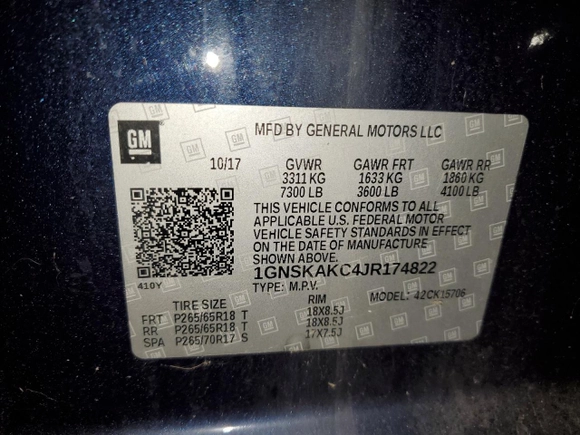 GM
MFD BY GENERAL MOTORS LLC
10/17 GVWR GAWR FRT GAWR RR
3311 KG 1633 KG 1860 KG
7300 LB 3600 LB 4100 LB
THIS VEHICLE CONFORMS TO ALL
APPLICABLE U.S. FEDERAL MOTOR
VEHICLE SAFETY STANDARDS IN EFFECT
ON THE DATE OF MANUFACTURE
SHOWN ABOVE.
1GNSKAKC4JR174822
TYPE: M.P.V. MODEL: 42CK15706
410Y
TIRE SIZE RIM
FRT P265/65R18 T 18X8.5J
RR P265/65R18 T 18X8.5J
SPA P265/70R17 S 17X7.5J